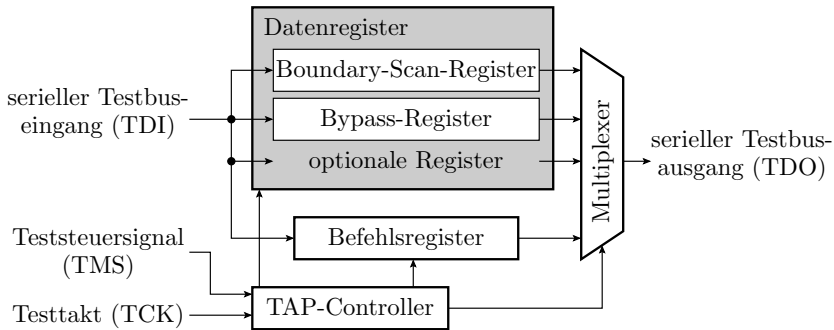 Datenregister
Boundary-Scan-Register
serieller Testbus-
eingang (TDI)
Bypass-Register
optionale Register
Multiplexer
serieller Testbus-
ausgang (TDO)
Teststeuersignal
(TMS)
Befehlsregister
Testtakt (TCK)
TAP-Controller